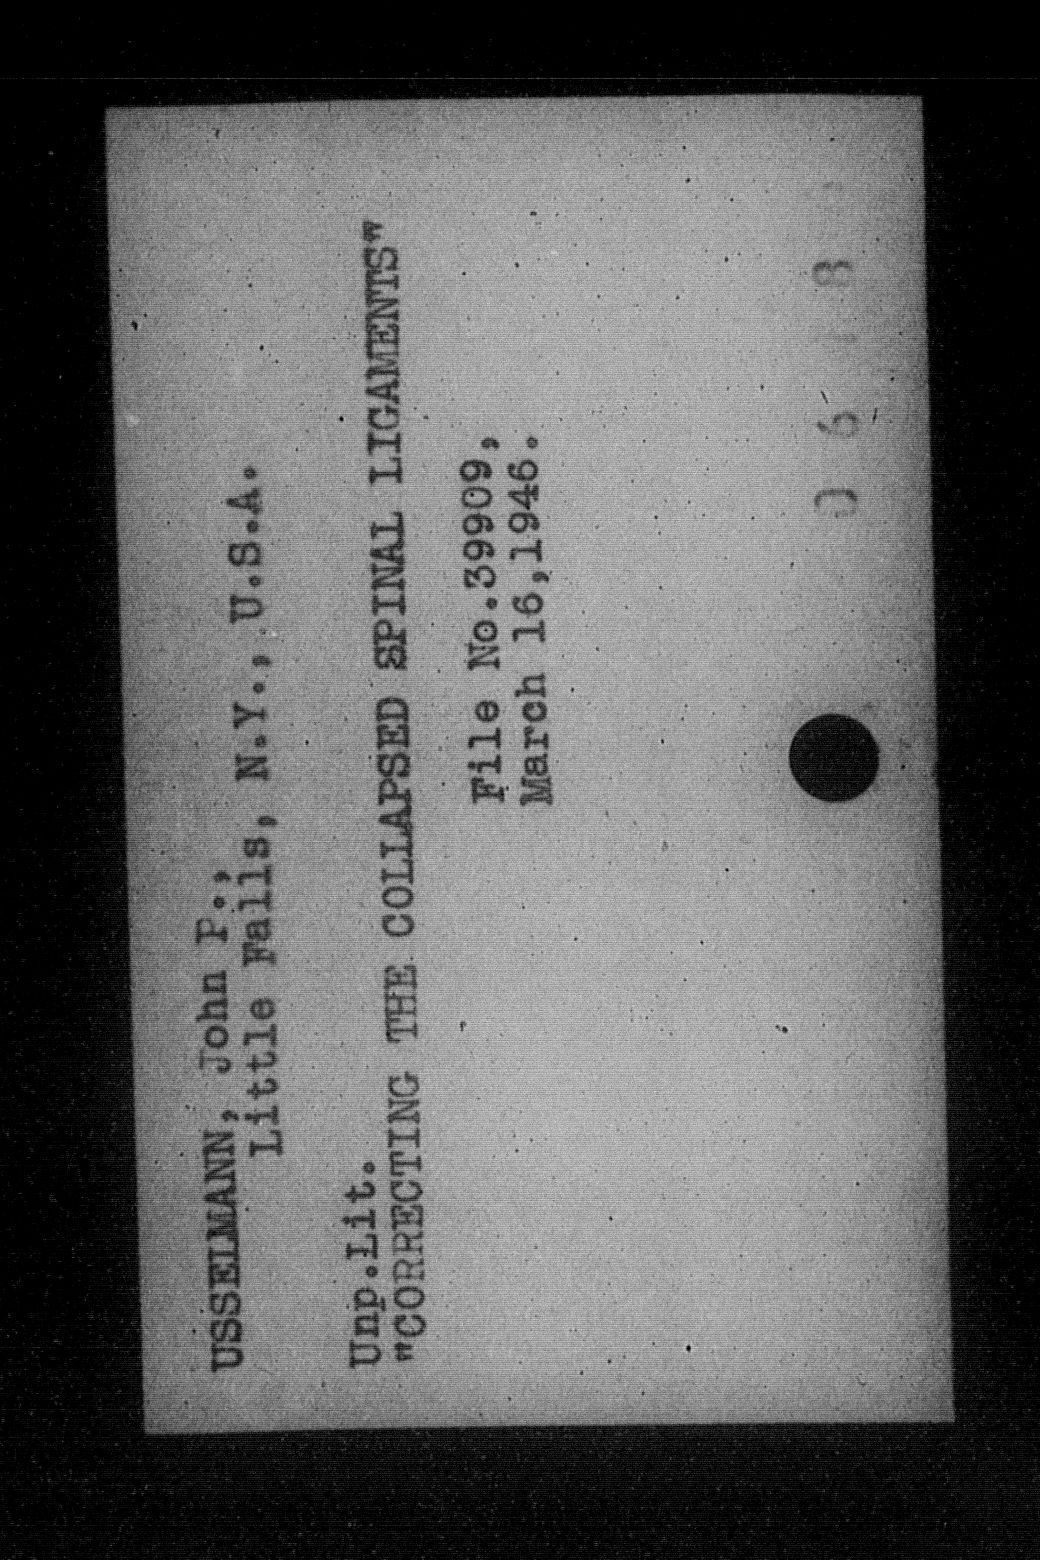 USSELMANN, John P.,
Little Falls, N.Y., U.S.A.
Unp.Lit.
"CORRECTING THE COLLAPSED SPINAL LIGAMENTS"
File No.39909,
March 16,1946.